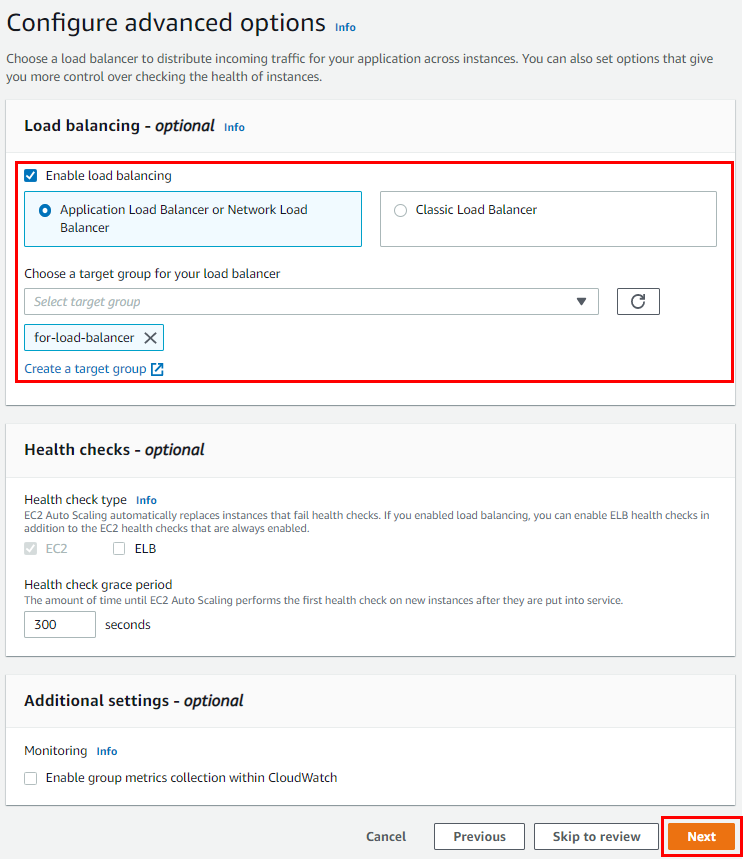 Configure advanced options Info
Choose a load balancer to distribute incoming traffic for your application across instances. You can also set options that give
you more control over checking the health of instances.
Load balancing - optional Info
Enable load balancing
Application Load Balancer or Network Load
Balancer
Classic Load Balancer
Choose a target group for your load balancer
Select target group
for-load-balancer
Create a target group
Health checks - optional
Health check type Info
EC2 Auto Scaling automatically replaces instances that fail health checks. If you enabled load balancing, you can enable ELB health checks in
addition to the EC2 health checks that are always enabled.
EC2 ELB
Health check grace period
The amount of time until EC2 Auto Scaling performs the first health check on new instances after they are put into service.
300 seconds
Additional settings - optional
Monitoring Info
Enable group metrics collection within CloudWatch
Cancel Previous Skip to review Next